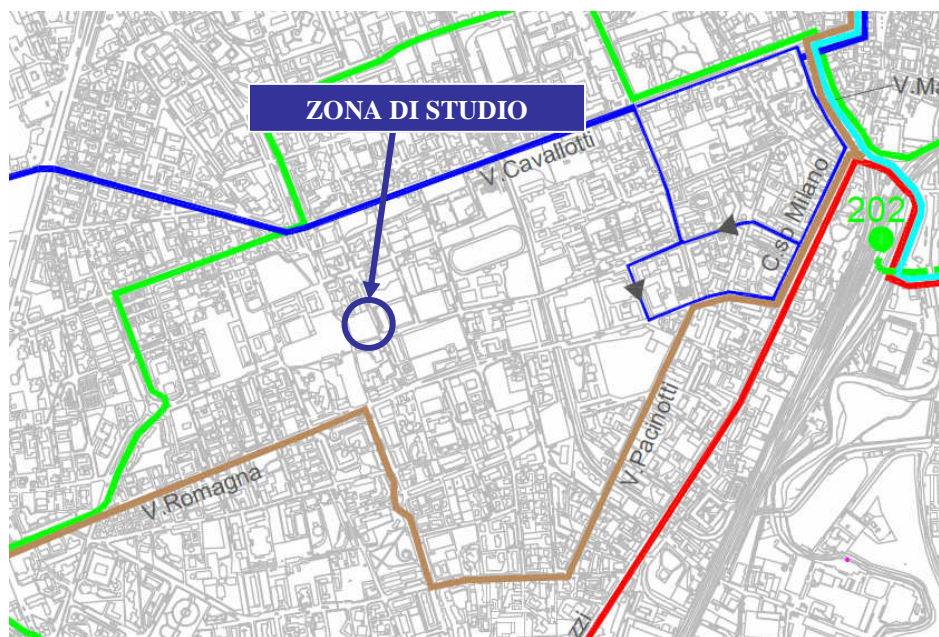 ZONA DI STUDIO
V.Ma
V.Cavallotti
C.so Milano
202
V.Pacinotti
V.Romagna
zzi